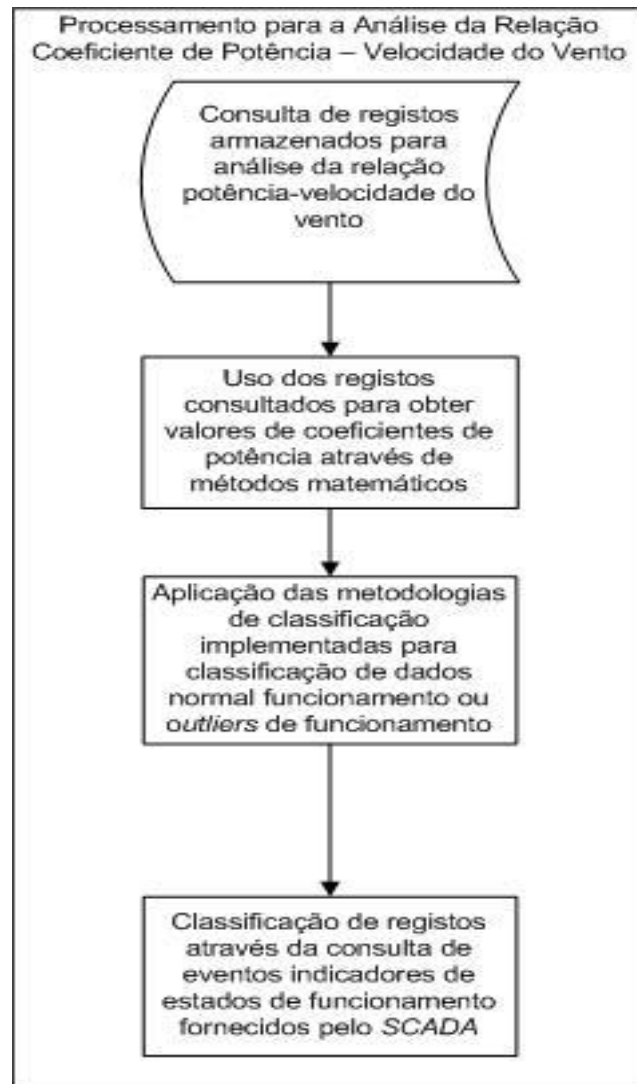 Processamento para a Análise da Relação
Coeficiente de Potência – Velocidade do Vento
Consulta de registos
armazenados para
análise da relação
potência-velocidade do
vento
Uso dos registos
consultados para obter
valores de coeficientes de
potência através de
métodos matemáticos
Aplicação das metodologias
de classificação
implementadas para
classificação de dados
normal funcionamento ou
outliers de funcionamento
Classificação de registos
através da consulta de
eventos indicadores de
estados de funcionamento
fornecidos pelo SCADA